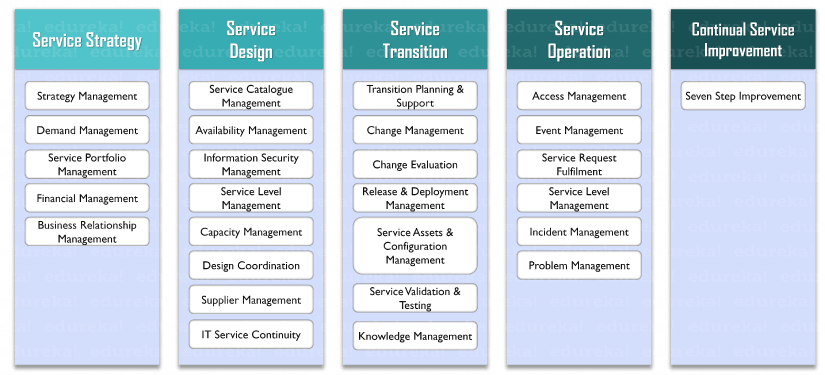 Service Strategy
Strategy Management
Demand Management
Service Portfolio
Management
Financial Management
Business Relationship
Management
Service
Design
Service Catalogue
Management
Availability Management
Information Security
Management
Service Level
Management
Capacity Management
Design Coordination
Supplier Management
IT Service Continuity
Service
Transition
Transition Planning &
Support
Change Management
Change Evaluation
Release & Deployment
Management
Service Assets &
Configuration
Management
Service Validation &
Testing
Knowledge Management
Service
Operation
Access Management
Event Management
Service Request
Fulfilment
Service Level
Management
Incident Management
Problem Management
Continual Service
Improvement
Seven Step Improvement
edureka!